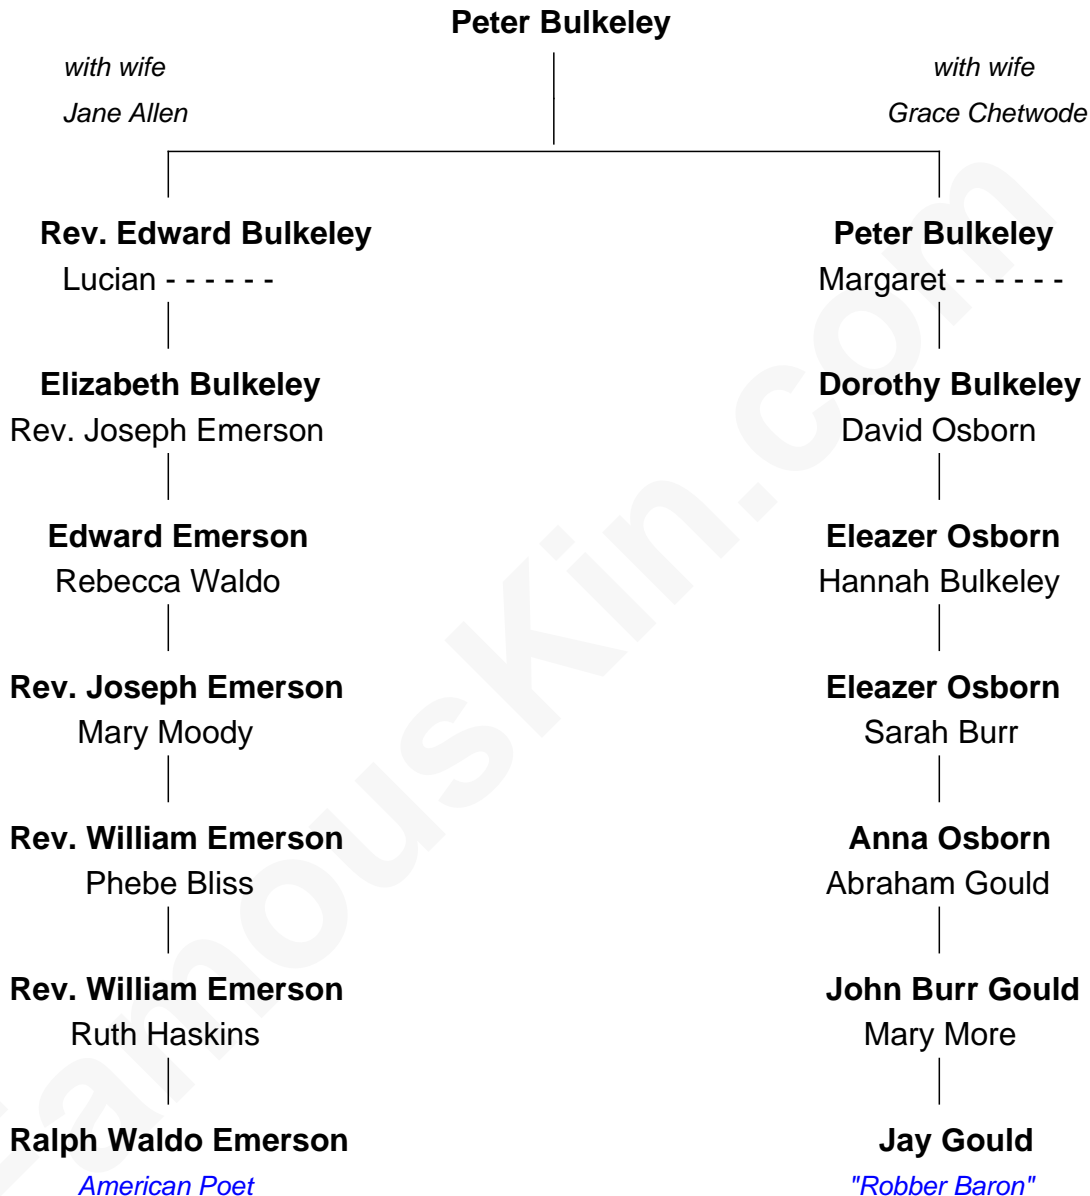 Peter Bulkeley
with wife
Jane Allen
with wife
Grace Chetwode
Rev. Edward Bulkeley
Lucian - - - - - -
Peter Bulkeley
Margaret - - - - - -
Elizabeth Bulkeley
Rev. Joseph Emerson
Dorothy Bulkeley
David Osborn
Edward Emerson
Rebecca Waldo
Eleazer Osborn
Hannah Bulkeley
Rev. Joseph Emerson
Mary Moody
Eleazer Osborn
Sarah Burr
Rev. William Emerson
Phebe Bliss
Anna Osborn
Abraham Gould
Rev. William Emerson
Ruth Haskins
John Burr Gould
Mary More
Ralph Waldo Emerson
American Poet
Jay Gould
"Robber Baron"
FamousKin.com